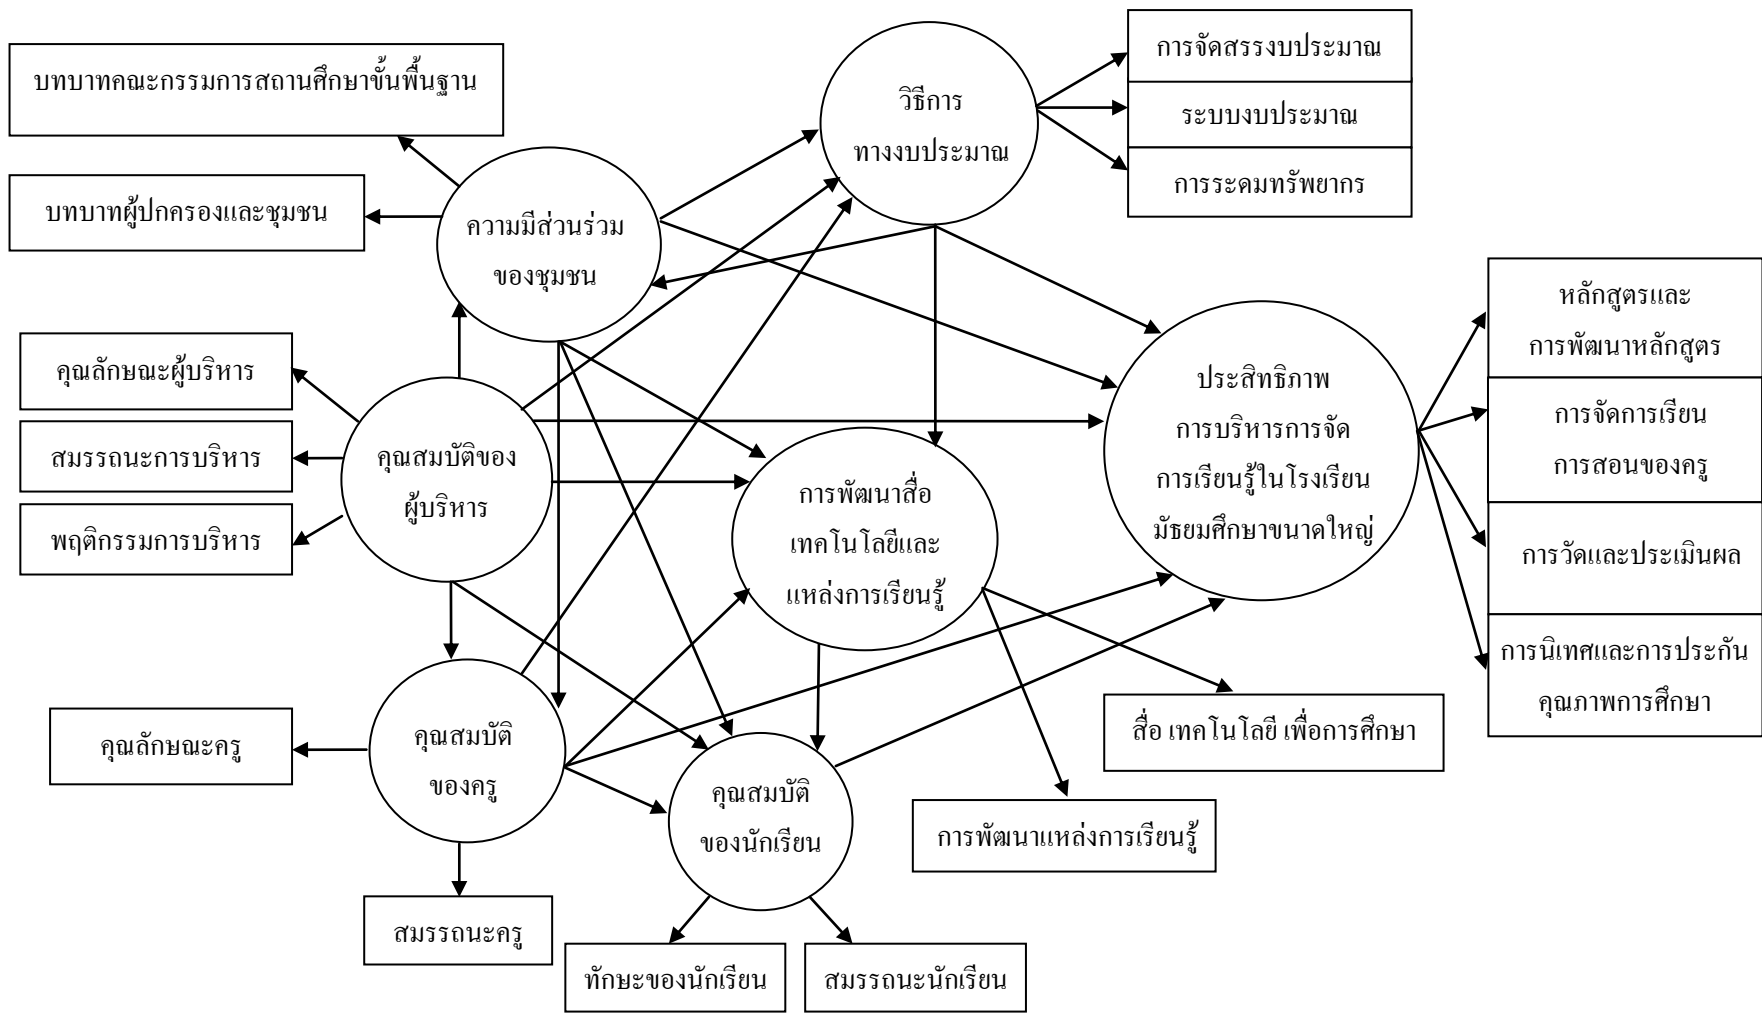 บทบาทคณะกรรมการสถานศึกษาขั้นพื้นฐาน
บทบาทผู้ปกครองและชุมชน
ความมีส่วนร่วม
ของชุมชน
วิธีการ
ทางงบประมาณ
การจัดสรรงบประมาณ
ระบบงบประมาณ
การระดมทรัพยากร
คุณลักษณะผู้บริหาร
สมรรถนะการบริหาร
พฤติกรรมการบริหาร
คุณสมบัติของ
ผู้บริหาร
การพัฒนาสื่อ
เทคโนโลยีและ
แหล่งการเรียนรู้
ประสิทธิภาพ
การบริหารการจัด
การเรียนรู้ในโรงเรียน
มัธยมศึกษาขนาดใหญ่
หลักสูตรและ
การพัฒนาหลักสูตร
การจัดการเรียน
การสอนของครู
การวัดและประเมินผล
การนิเทศและการประกัน
คุณภาพการศึกษา
คุณลักษณะครู
คุณสมบัติ
ของครู
สมรรถนะครู
คุณสมบัติ
ของนักเรียน
ทักษะของนักเรียน
สมรรถนะนักเรียน
สื่อ เทคโนโลยี เพื่อการศึกษา
การพัฒนาแหล่งการเรียนรู้